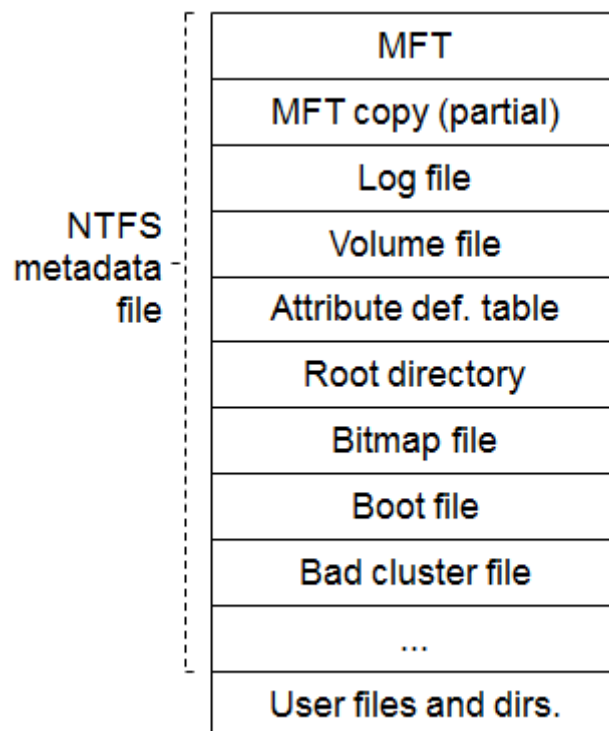 MFT
MFT copy (partial)
Log file
NTFS
metadata
file
Volume file
Attribute def. table
Root directory
Bitmap file
Boot file
Bad cluster file
...
User files and dirs.